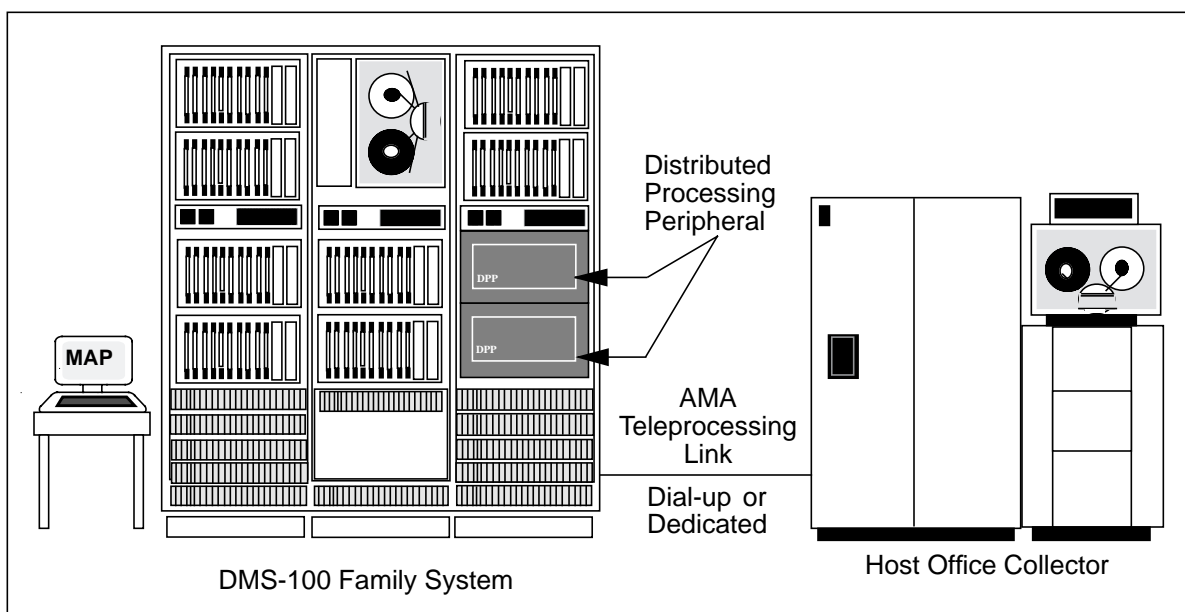 Distributed
Processing
Peripheral
DPP
DPP
MAP
AMA
Teleprocessing
Link
Dial-up or
Dedicated
DMS-100 Family System
Host Office Collector